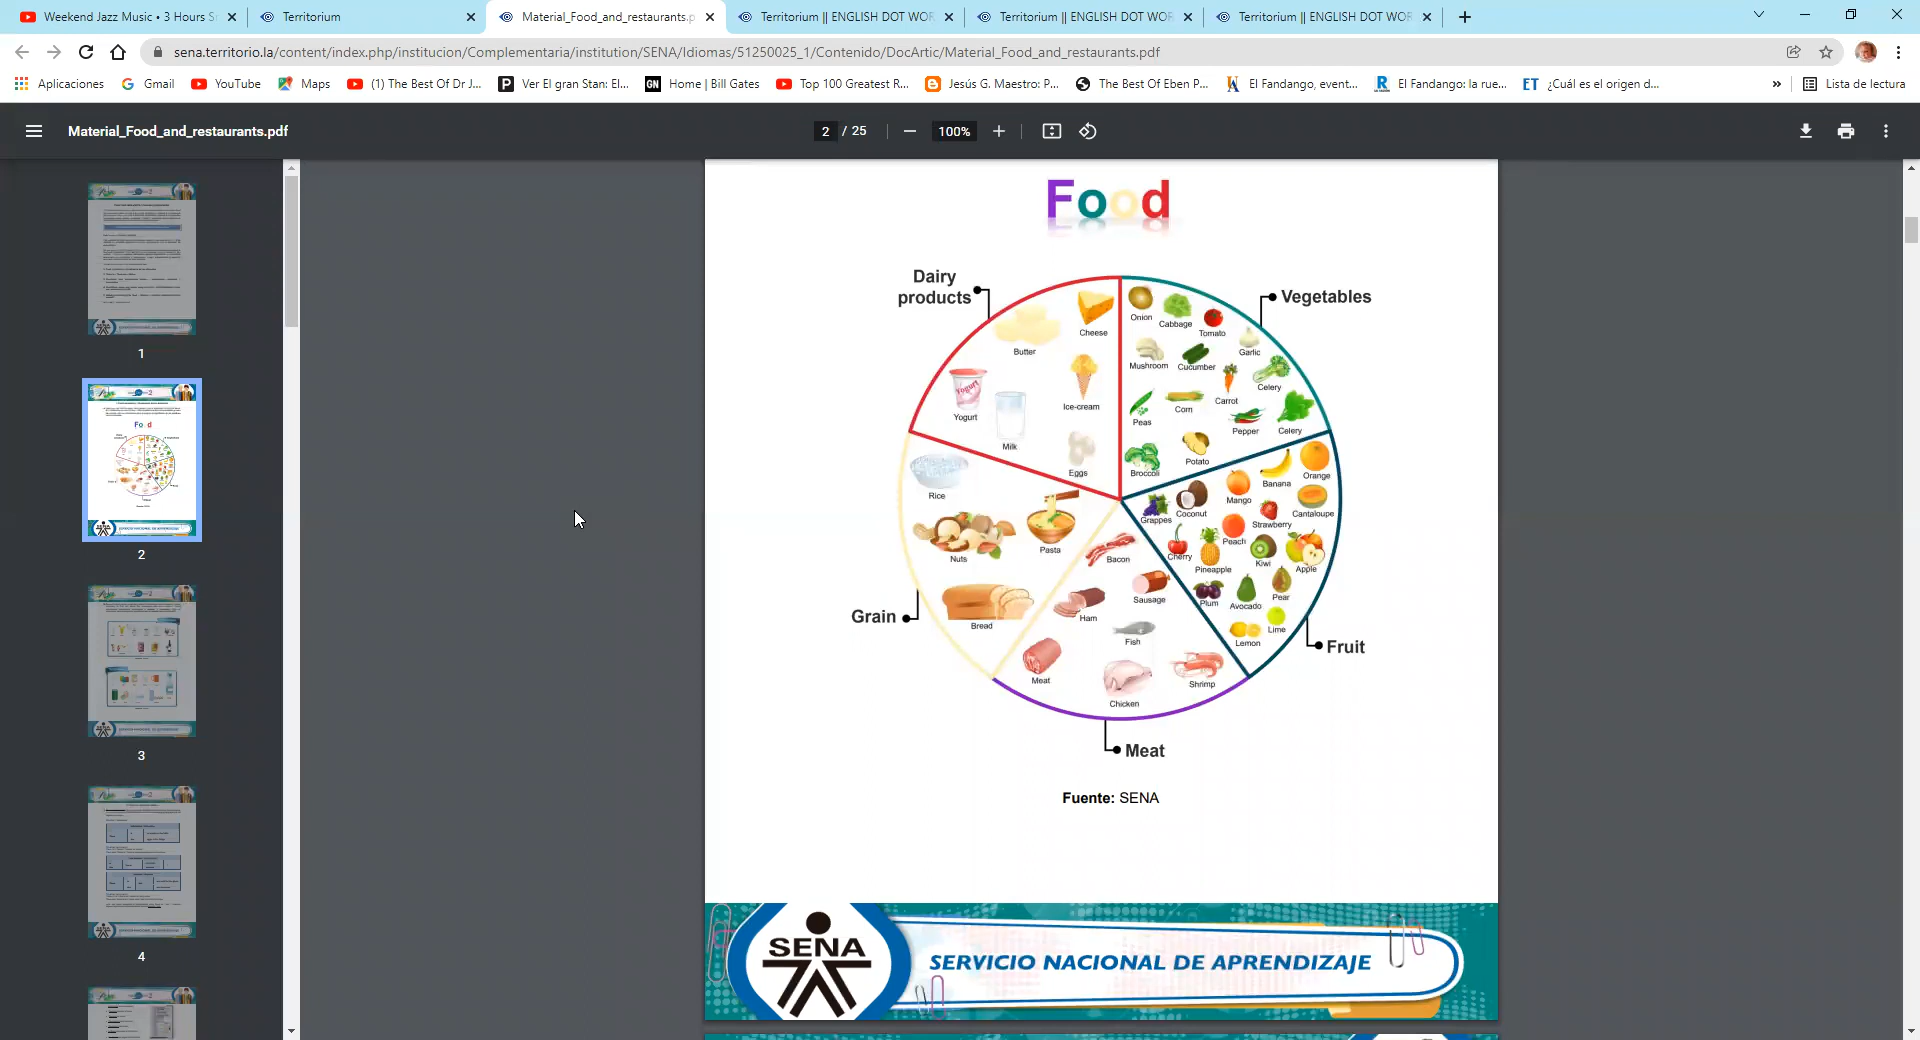 Weekend Jazz Music • 3 Hours S
Territorium
Material_Food_and_restaurants.p
Territorium || ENGLISH DOT WOR
Territorium || ENGLISH DOT WOR
Territorium || ENGLISH DOT WOR
sena.territorio.la/content/index.php/institucion/Complementaria/institution/SENA/Idiomas/51250025_1/Contenido/DocArtic/Material_Food_and_restaurants.pdf
Aplicaciones
Gmail
YouTube
Maps
(1) The Best Of Dr J...
Ver El gran Stan: El...
GN
Home | Bill Gates
Top 100 Greatest R...
Jesús G. Maestro: P...
The Best Of Eben P...
El Fandango, event...
El Fandango: la rue...
ET
¿Cuál es el origen d...
»
Lista de lectura
Material_Food_and_restaurants.pdf
2 / 25
100%
1
2
3
4
Food
Dairy
products
Vegetables
Cheese
Butter
Yogurt
Yogurt
Ice-cream
Milk
Eggs
Onion
Cabbage
Tomato
Garlic
Mushroom
Cucumber
Celery
Carrot
Corn
Peas
Pepper
Celery
Potato
Broccoli
Rice
Nuts
Pasta
Bread
Grain
Orange
Banana
Mango
Cantaloupe
Coconut
Grappes
Strawberry
Peach
Cherry
Pineapple
Kiwi
Apple
Plum
Avocado
Pear
Lime
Lemon
Fruit
Bacon
Sausage
Ham
Fish
Meat
Shrimp
Chicken
Meat
Fuente: SENA
SENA
SERVICIO NACIONAL DE APRENDIZAJE